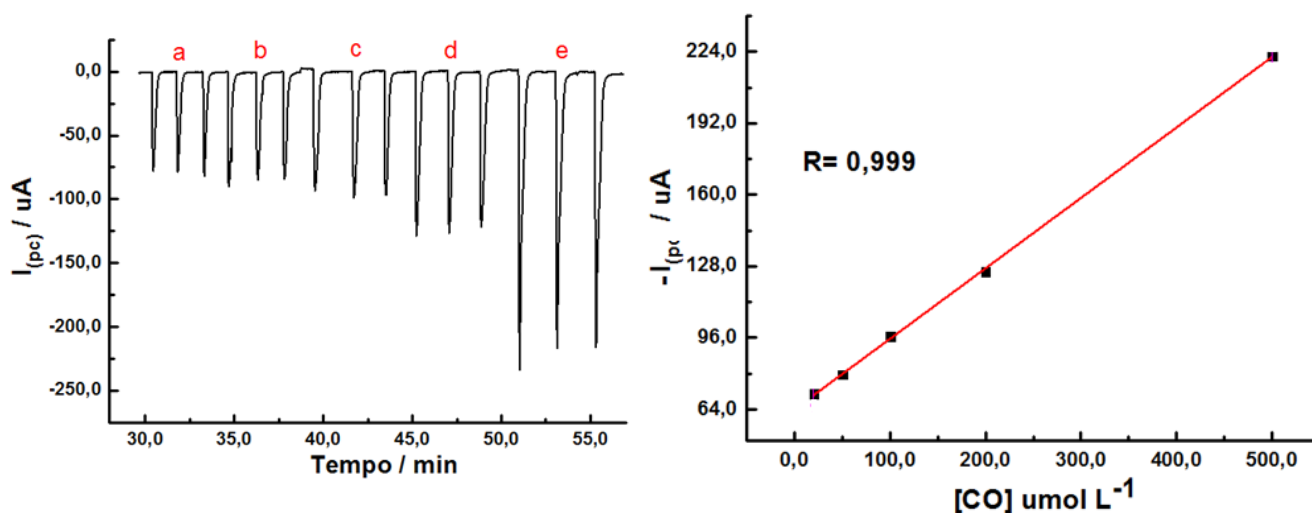 a b c d e
0,0
-50,0
-100,0
-150,0
-200,0
-250,0
I(pc) / uA
30,0 35,0 40,0 45,0 50,0 55,0
Tempo / min
224,0
192,0
160,0
128,0
96,0
64,0
-I(pc / uA
R= 0,999
0,0 100,0 200,0 300,0 400,0 500,0
[CO] umol L-1